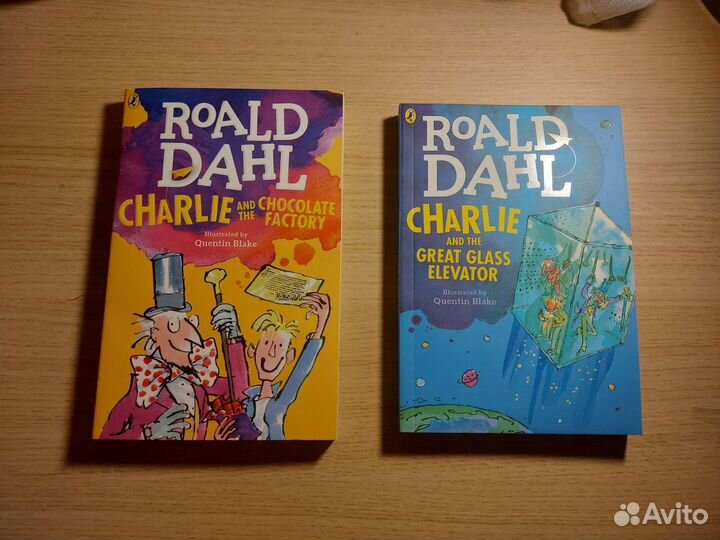 ROALD
DAHL
CHARLIE AND THE CHOCOLATE
FACTORY
Illustrated by
Quentin Blake
ROALD
DAHL
CHARLIE
AND THE
GREAT GLASS
ELEVATOR
Illustrated by
Quentin Blake
Avito